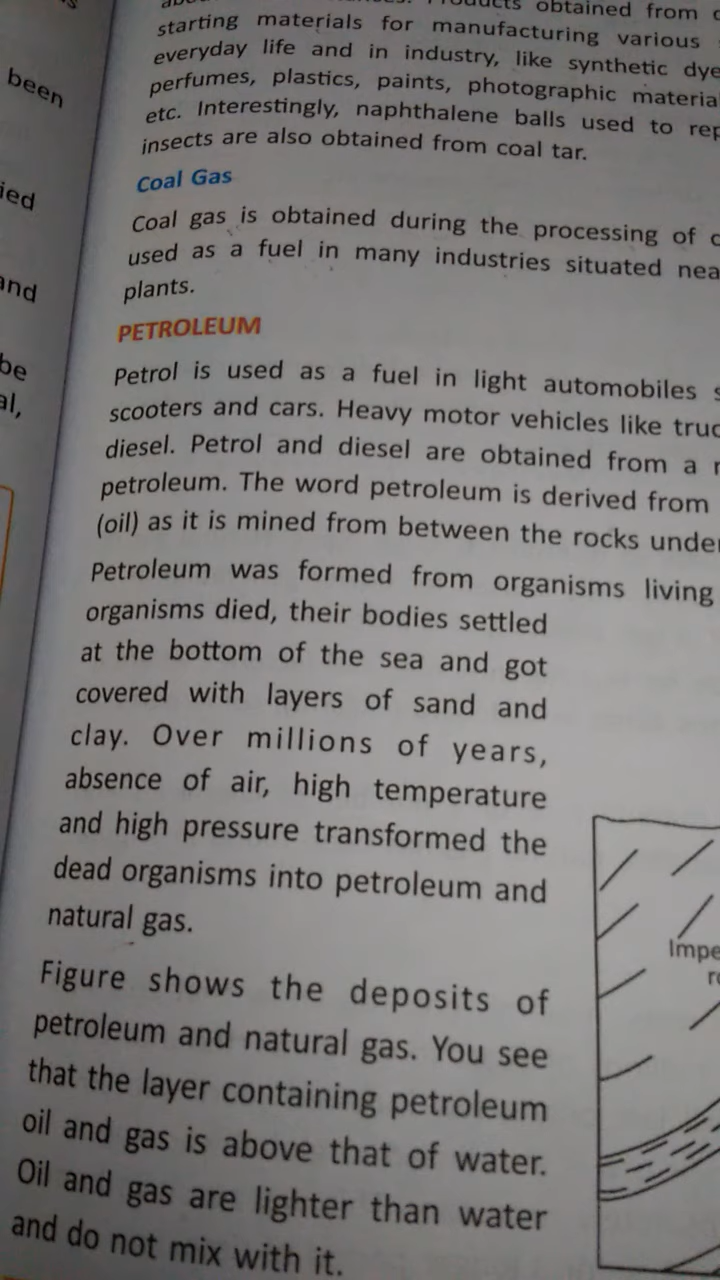 been
ied
and
be
al,
obtained from
starting materials for manufacturing various
everyday life and in industry, like synthetic dye
perfumes, plastics, paints, photographic materia
etc. Interestingly, naphthalene balls used to rep
insects are also obtained from coal tar.
Coal Gas
Coal gas is obtained during the processing of c
used as a fuel in many industries situated nea
plants.
PETROLEUM
Petrol is used as a fuel in light automobiles s
scooters and cars. Heavy motor vehicles like truc
diesel. Petrol and diesel are obtained from a
petroleum. The word petroleum is derived from
(oil) as it is mined from between the rocks under
Petroleum was formed from organisms living
organisms died, their bodies settled
at the bottom of the sea and got
covered with layers of sand and
clay. Over millions of years,
absence of air, high temperature
and high pressure transformed the
dead organisms into petroleum and
natural gas.
Figure shows the deposits of
petroleum and natural gas. You see
that the layer containing petroleum
oil and gas is above that of water.
Oil and gas are lighter than water
and do not mix with it.
Impe
ro